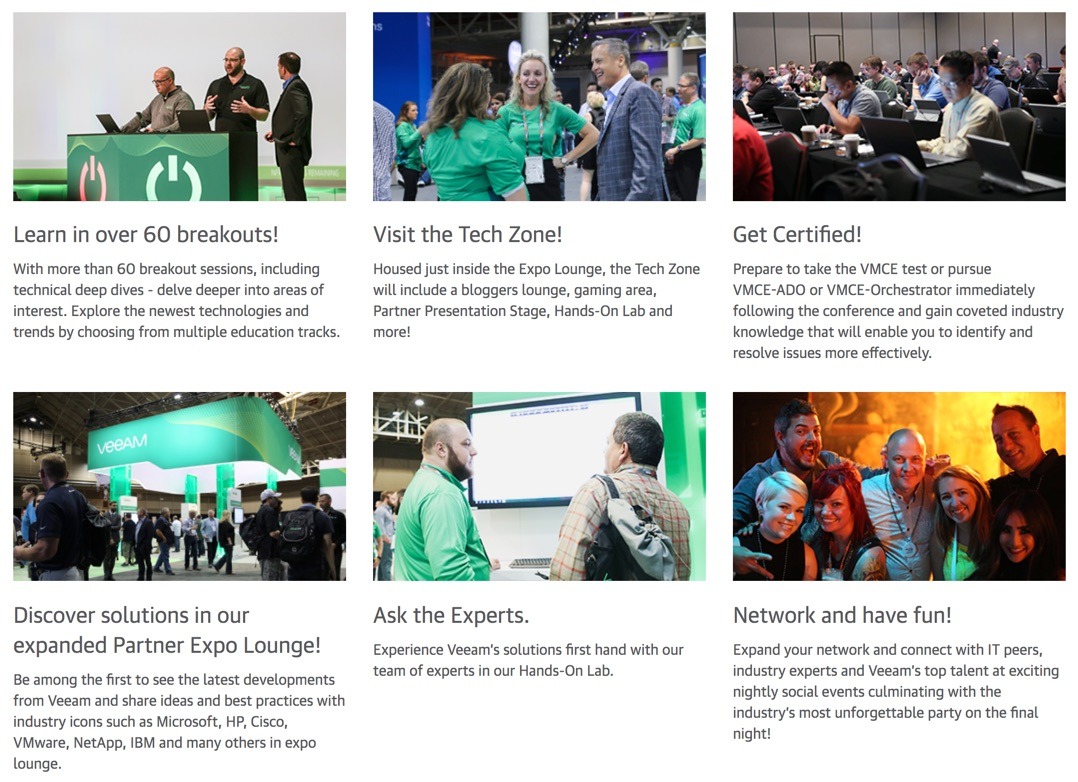 RE
REMAINING
ns
Learn in over 60 breakouts!
Visit the Tech Zone!
Get Certified!
With more than 60 breakout sessions, including
technical deep dives - delve deeper into areas of
interest. Explore the newest technologies and
trends by choosing from multiple education tracks.
Housed just inside the Expo Lounge, the Tech Zone
will include a bloggers lounge, gaming area,
Partner Presentation Stage, Hands-On Lab and
more!
Prepare to take the VMCE test or pursue
VMCE-ADO or VMCE-Orchestrator immediately
following the conference and gain coveted industry
knowledge that will enable you to identify and
resolve issues more effectively.
veeAM
veeAM
Discover solutions in our
expanded Partner Expo Lounge!
Ask the Experts.
Network and have fun!
Be among the first to see the latest developments
from Veeam and share ideas and best practices with
industry icons such as Microsoft, HP, Cisco,
VMware, NetApp, IBM and many others in expo
lounge.
Experience Veeam's solutions first hand with our
team of experts in our Hands-On Lab.
Expand your network and connect with IT peers,
industry experts and Veeam's top talent at exciting
nightly social events culminating with the
industry's most unforgettable party on the final
night!